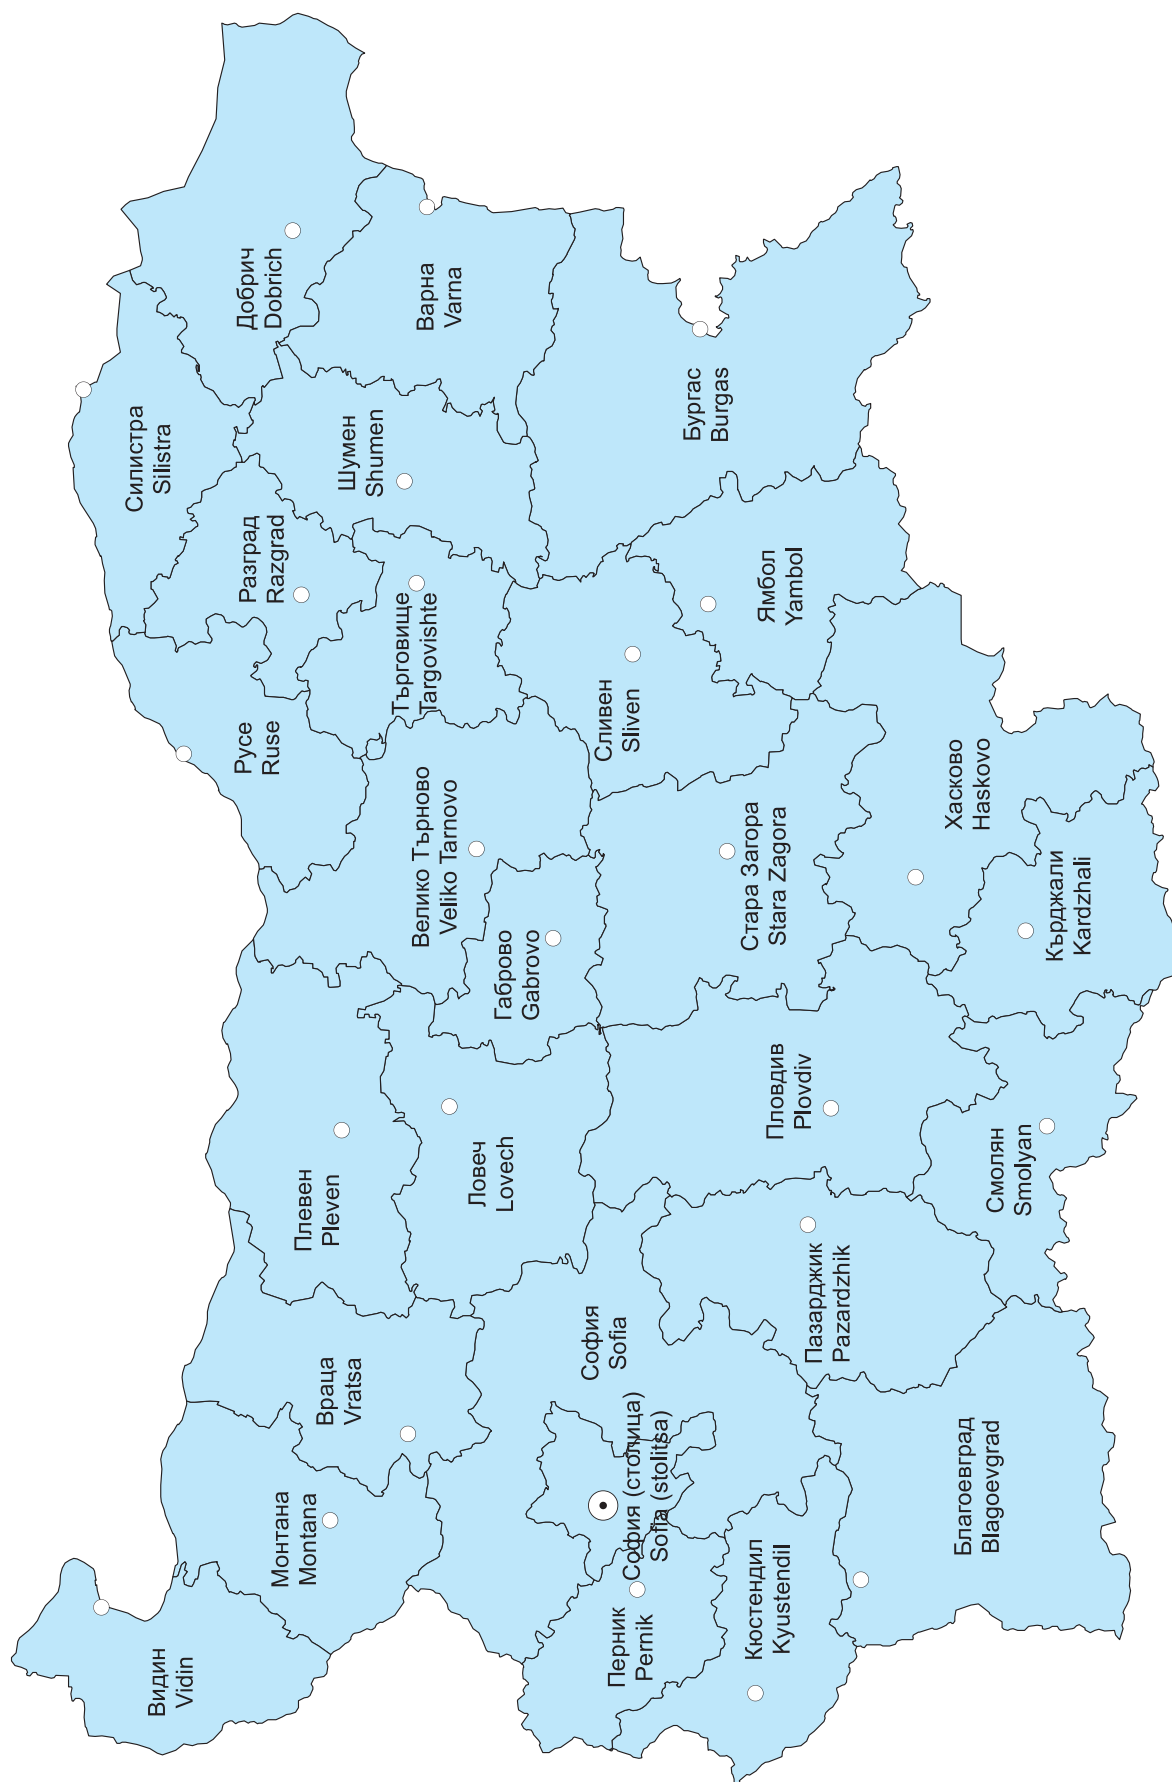 Видин
Vidin
Монтана
Montana
Враца
Vratsa
Плевен
Pleven
Ловеч
Lovech
Габрово
Gabrovo
Велико Търново
Veliko Tarnovo
Русе
Ruse
Търговище
Targovishte
Разград
Razgrad
Силистра
Silistra
Шумен
Shumen
Добрич
Dobrich
Варна
Varna
Перник
Pernik
София (столица)
Sofia (stolitsa)
София
Sofia
Кюстендил
Kyustendil
Благоевград
Blagoevgrad
Пазарджик
Pazardzhik
Пловдив
Plovdiv
Смолян
Smolyan
Стара Загора
Stara Zagora
Сливен
Sliven
Ямбол
Yambol
Бургас
Burgas
Хасково
Haskovo
Кърджали
Kardzhali